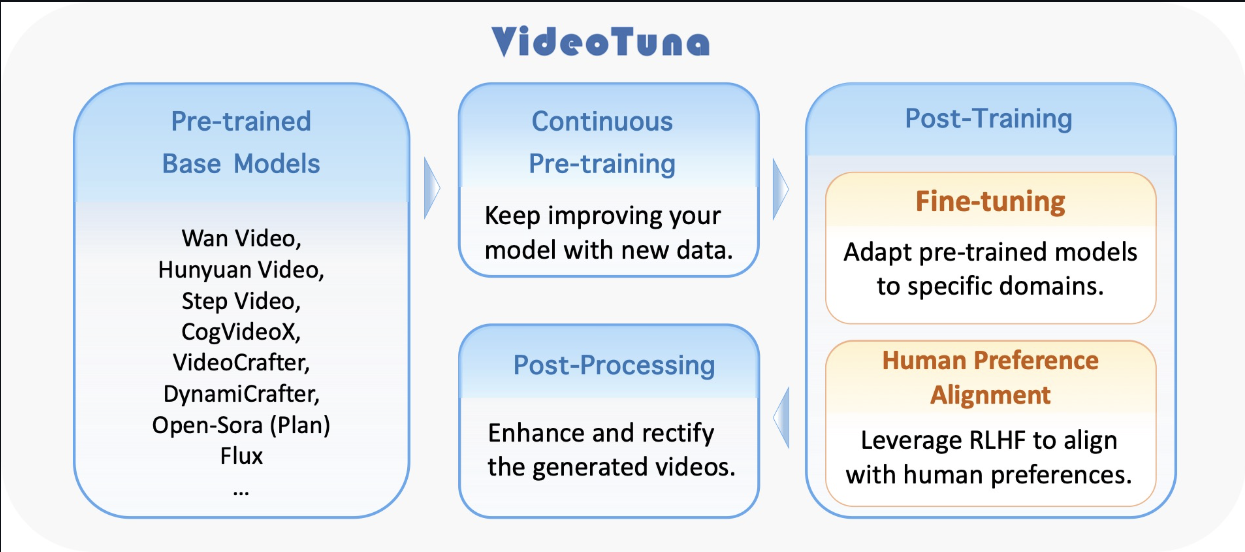 VideoTuna
Pre-trained
Base Models
Wan Video,
Hunyuan Video,
Step Video,
CogVideoX,
VideoCrafter,
DynamiCrafter,
Open-Sora (Plan)
Flux
...
Continuous
Pre-training
Keep improving your
model with new data.
Post-Training
Fine-tuning
Adapt pre-trained models
to specific domains.
Human Preference
Alignment
Leverage RLHF to align
with human preferences.
Post-Processing
Enhance and rectify
the generated videos.